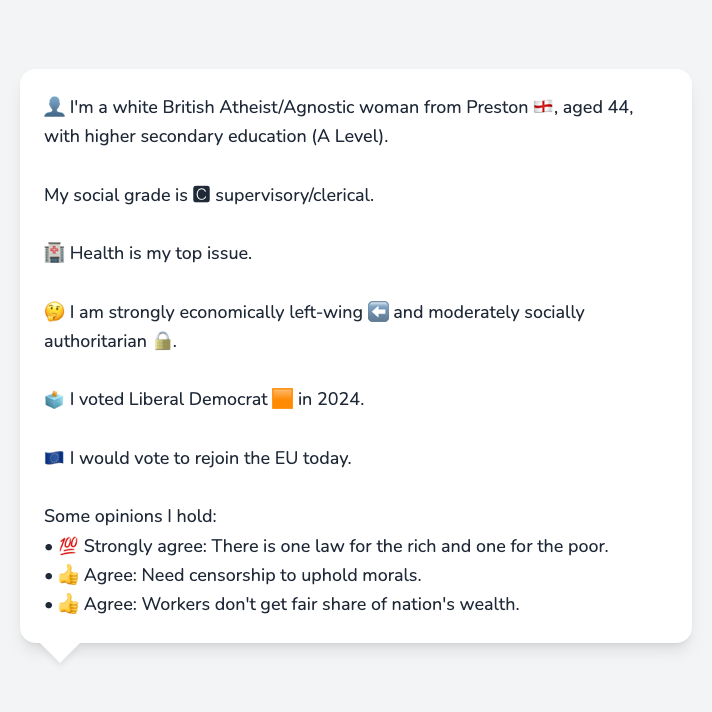 👤 I'm a white British Atheist/Agnostic woman from Preston 🏴󠁧󠁢󠁥󠁮󠁧󠁿, aged 44,
with higher secondary education (A Level).
My social grade is 🅲 supervisory/clerical.
🏥 Health is my top issue.
🤔 I am strongly economically left-wing ⬅️ and moderately socially
authoritarian 🔒.
🗳️ I voted Liberal Democrat 🟧 in 2024.
🇪🇺 I would vote to rejoin the EU today.
Some opinions I hold:
• 💯 Strongly agree: There is one law for the rich and one for the poor.
• 👍 Agree: Need censorship to uphold morals.
• 👍 Agree: Workers don't get fair share of nation's wealth.